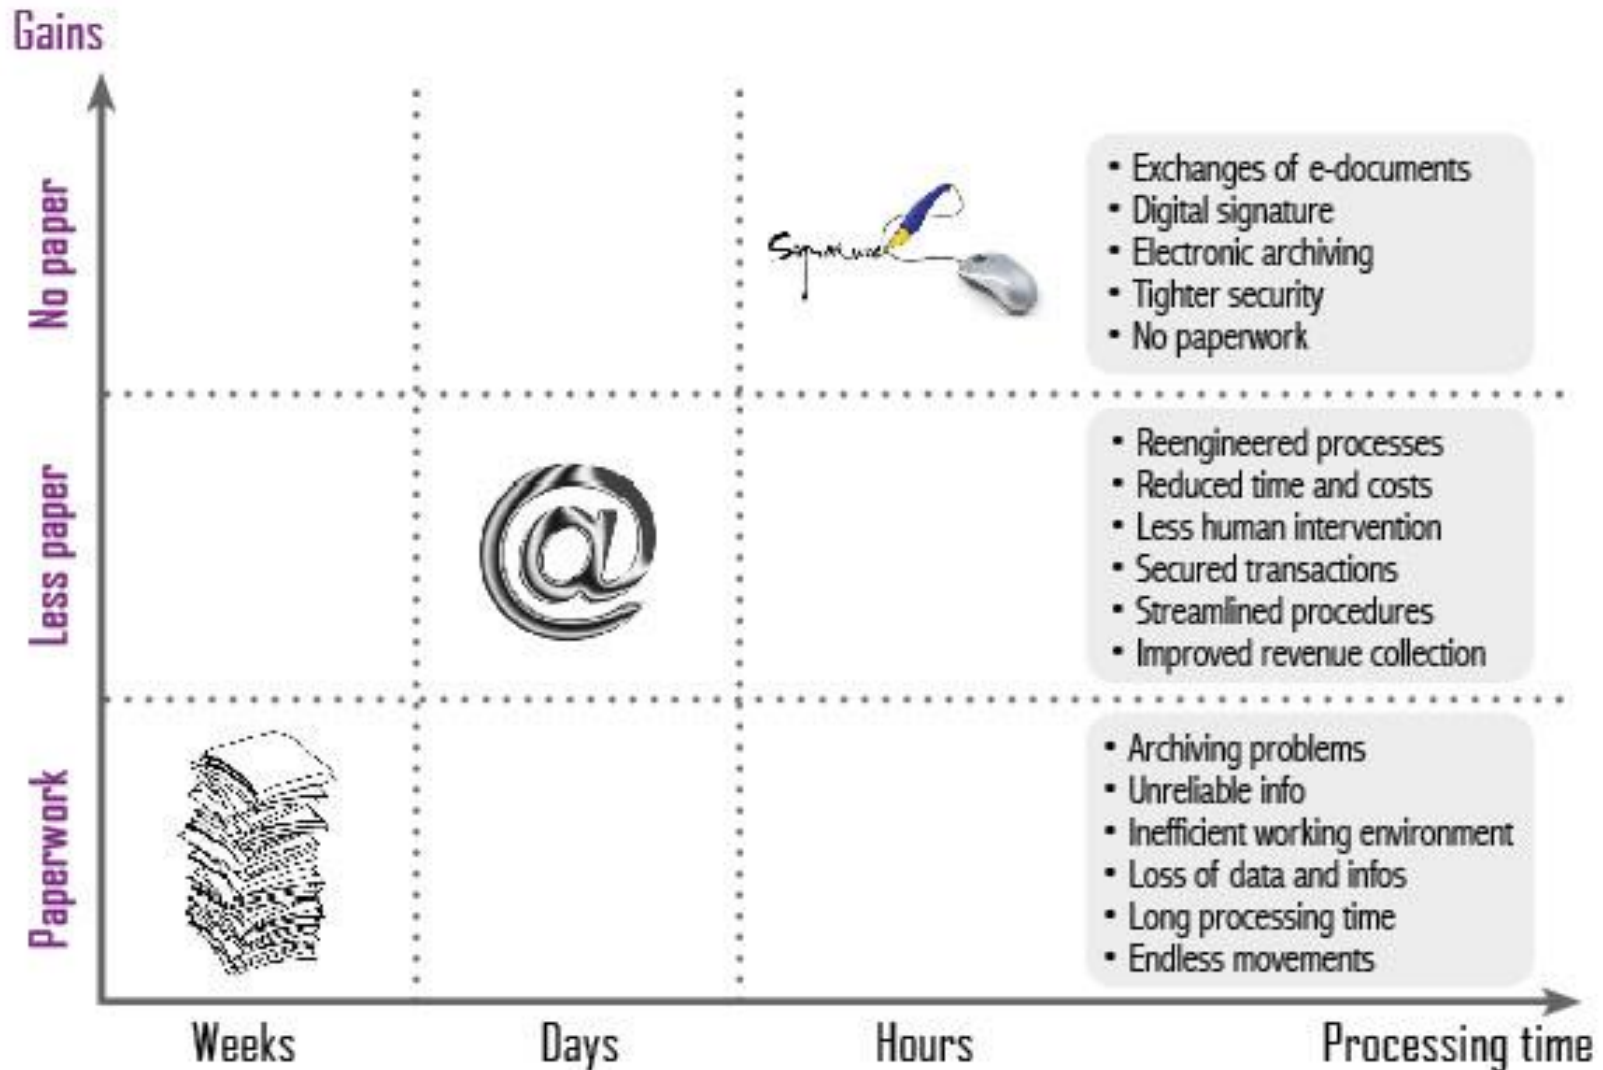 Gains
No paper
• Exchanges of e-documents
• Digital signature
• Electronic archiving
• Tighter security
• No paperwork
Less paper
• Reengineered processes
• Reduced time and costs
• Less human intervention
• Secured transactions
• Streamlined procedures
• Improved revenue collection
@
Paperwork
• Archiving problems
• Unreliable info
• Inefficient working environment
• Loss of data and infos
• Long processing time
• Endless movements
Weeks
Days
Hours
Processing time